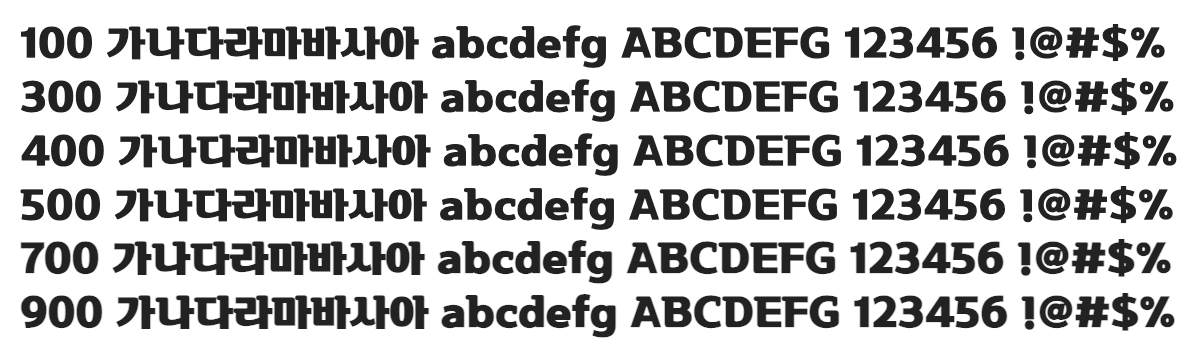 100 가나다라마바사아 abcdefg ABCDEFG 123456 !@#$%
300 가나다라마바사아 abcdefg ABCDEFG 123456 !@#$%
400 가나다라마바사아 abcdefg ABCDEFG 123456 !@#$%
500 가나다라마바사아 abcdefg ABCDEFG 123456 !@#$%
700 가나다라마바사아 abcdefg ABCDEFG 123456 !@#$%
900 가나다라마바사아 abcdefg ABCDEFG 123456 !@#$%